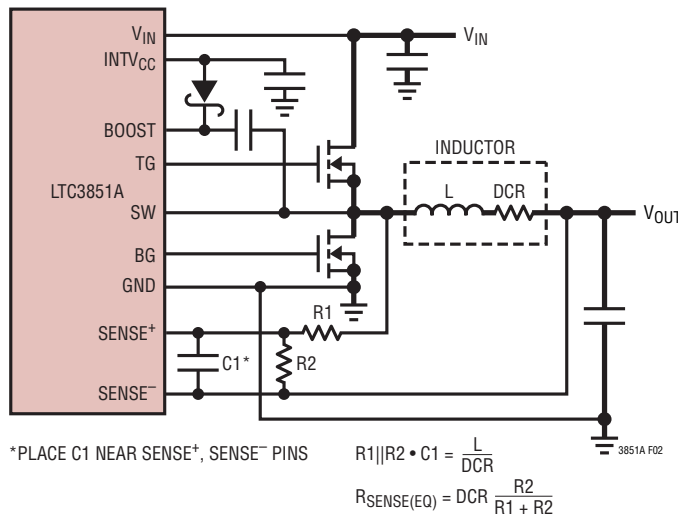 V_IN
INTV_CC
BOOST
TG
LTC3851A
SW
BG
GND
SENSE⁺
SENSE⁻
V_IN
INDUCTOR
L
DCR
V_OUT
R1
C1*
R2
3851A F02
*PLACE C1 NEAR SENSE⁺, SENSE⁻ PINS
R1||R2 • C1 = L/DCR
R_SENSE(EQ) = DCR R2/(R1 + R2)